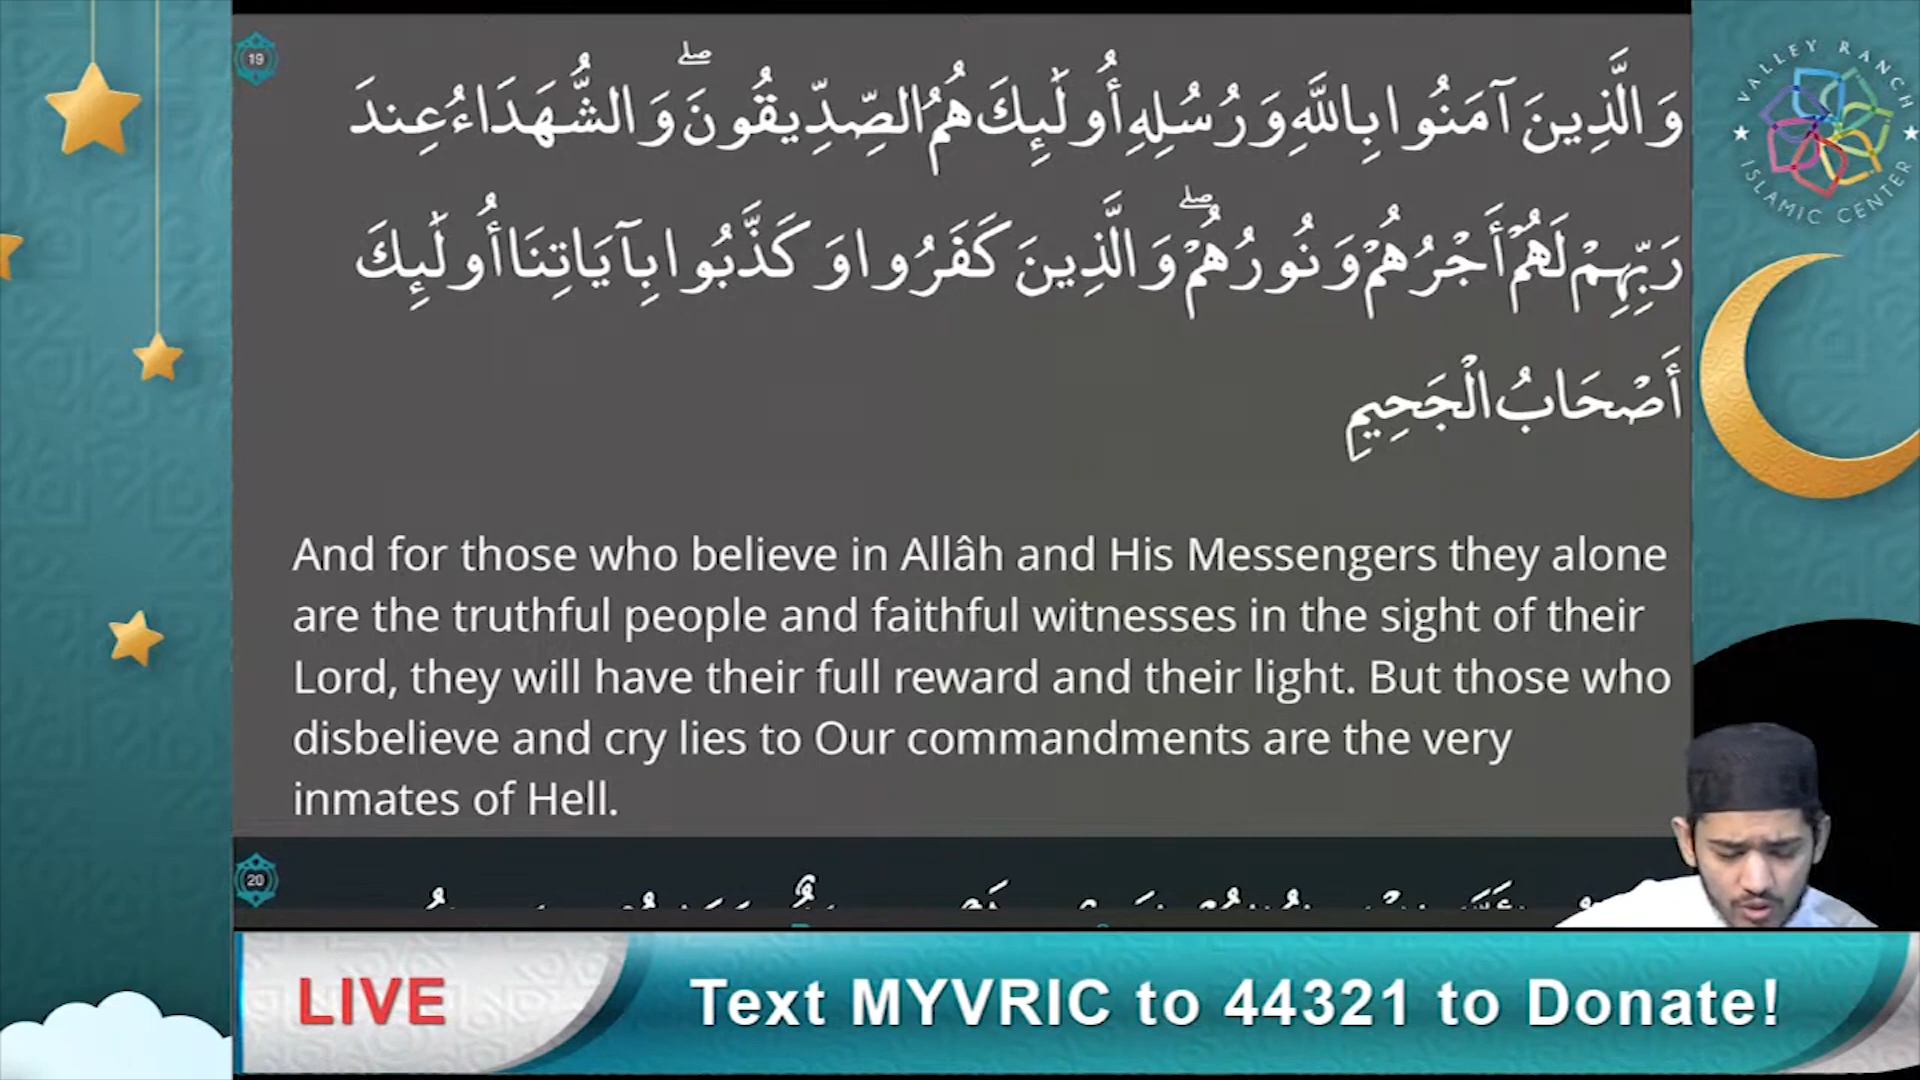 19
وَالَّذِينَ آمَنُوا بِاللَّهِ وَرُسُلِهِ أُولَٰئِكَ هُمُ الصِّدِّيقُونَ ۖ وَالشُّهَدَاءُ عِندَ
رَبِّهِمْ لَهُمْ أَجْرُهُمْ وَنُورُهُمْ ۖ وَالَّذِينَ كَفَرُوا وَكَذَّبُوا بِآيَاتِنَا أُولَٰئِكَ
أَصْحَابُ الْجَحِيمِ
And for those who believe in Allâh and His Messengers they alone
are the truthful people and faithful witnesses in the sight of their
Lord, they will have their full reward and their light. But those who
disbelieve and cry lies to Our commandments are the very
inmates of Hell.
20
VALLEY RANCH
ISLAMIC CENTER
LIVE
Text MYVRIC to 44321 to Donate!